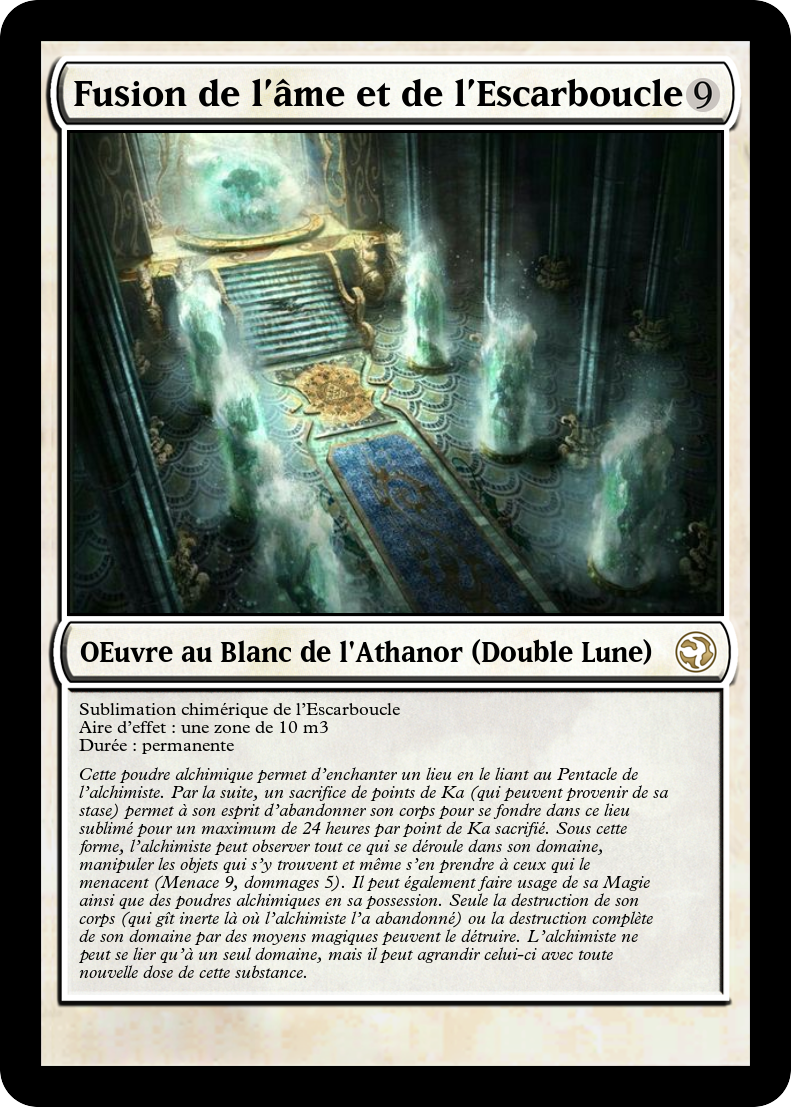 Fusion de l'âme et de l'Escarboucle 9
OEuvre au Blanc de l'Athanor (Double Lune)
Sublimation chimérique de l'Escarboucle
Aire d'effet : une zone de 10 m3
Durée : permanente
Cette poudre alchimique permet d'enchanter un lieu en le liant au Pentacle de
l'alchimiste. Par la suite, un sacrifice de points de Ka (qui peuvent provenir de sa
stase) permet à son esprit d'abandonner son corps pour se fondre dans ce lieu
sublimé pour un maximum de 24 heures par point de Ka sacrifié. Sous cette
forme, l'alchimiste peut observer tout ce qui se déroule dans son domaine,
manipuler les objets qui s'y trouvent et même s'en prendre à ceux qui le
menacent (Menace 9, dommages 5). Il peut également faire usage de sa Magie
ainsi que des poudres alchimiques en sa possession. Seule la destruction de son
corps (qui gît inerte là où l'alchimiste l'a abandonné) ou la destruction complète
de son domaine par des moyens magiques peuvent le détruire. L'alchimiste ne
peut se lier qu'à un seul domaine, mais il peut agrandir celui-ci avec toute
nouvelle dose de cette substance.